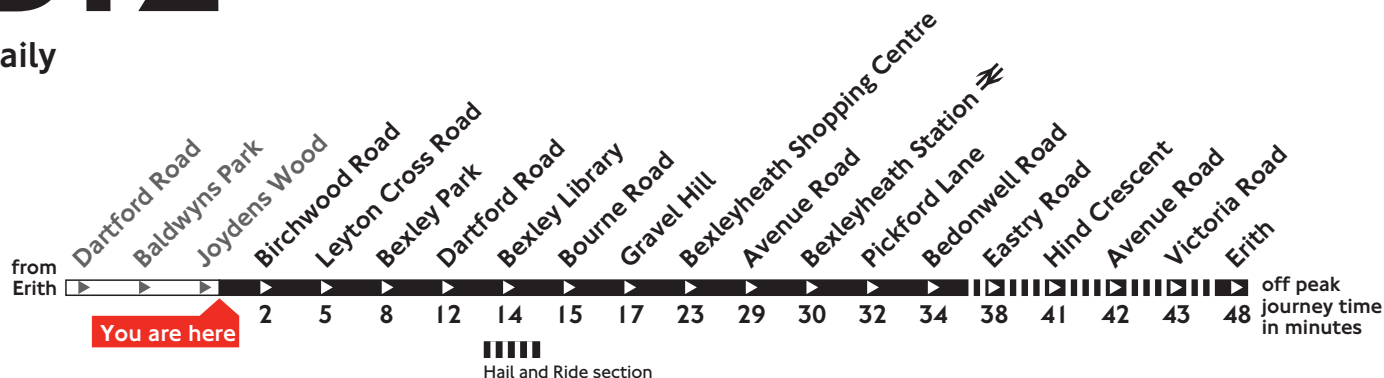 aily
Dartford Road
Baldwyns Park
Joydens Wood
Birchwood Road
Leyton Cross Road
Bexley Park
Dartford Road
Bexley Library
Bourne Road
Gravel Hill
Bexleyheath Shopping Centre
Avenue Road
Bexleyheath Station
Pickford Lane
Bedonwell Road
Eastry Road
Hind Crescent
Avenue Road
Victoria Road
Erith
from
Erith
You are here
2 5 8 12 14 15 17 23 29 30 32 34 38 41 42 43 48
off peak
journey time
in minutes
Hail and Ride section